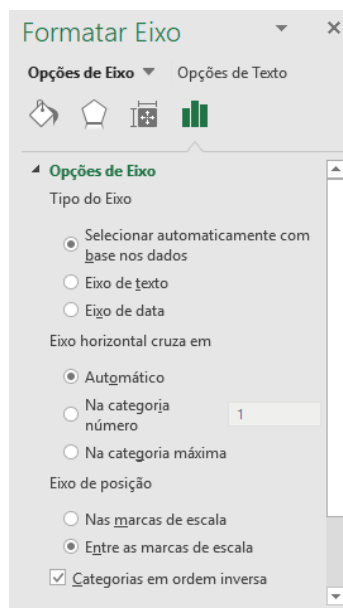 Formatar Eixo
Opções de Eixo Opções de Texto
Opções de Eixo
Tipo do Eixo
Selecionar automaticamente com
base nos dados
Eixo de texto
Eixo de data
Eixo horizontal cruza em
Automático
Na categoria
número
1
Na categoria máxima
Eixo de posição
Nas marcas de escala
Entre as marcas de escala
Categorias em ordem inversa